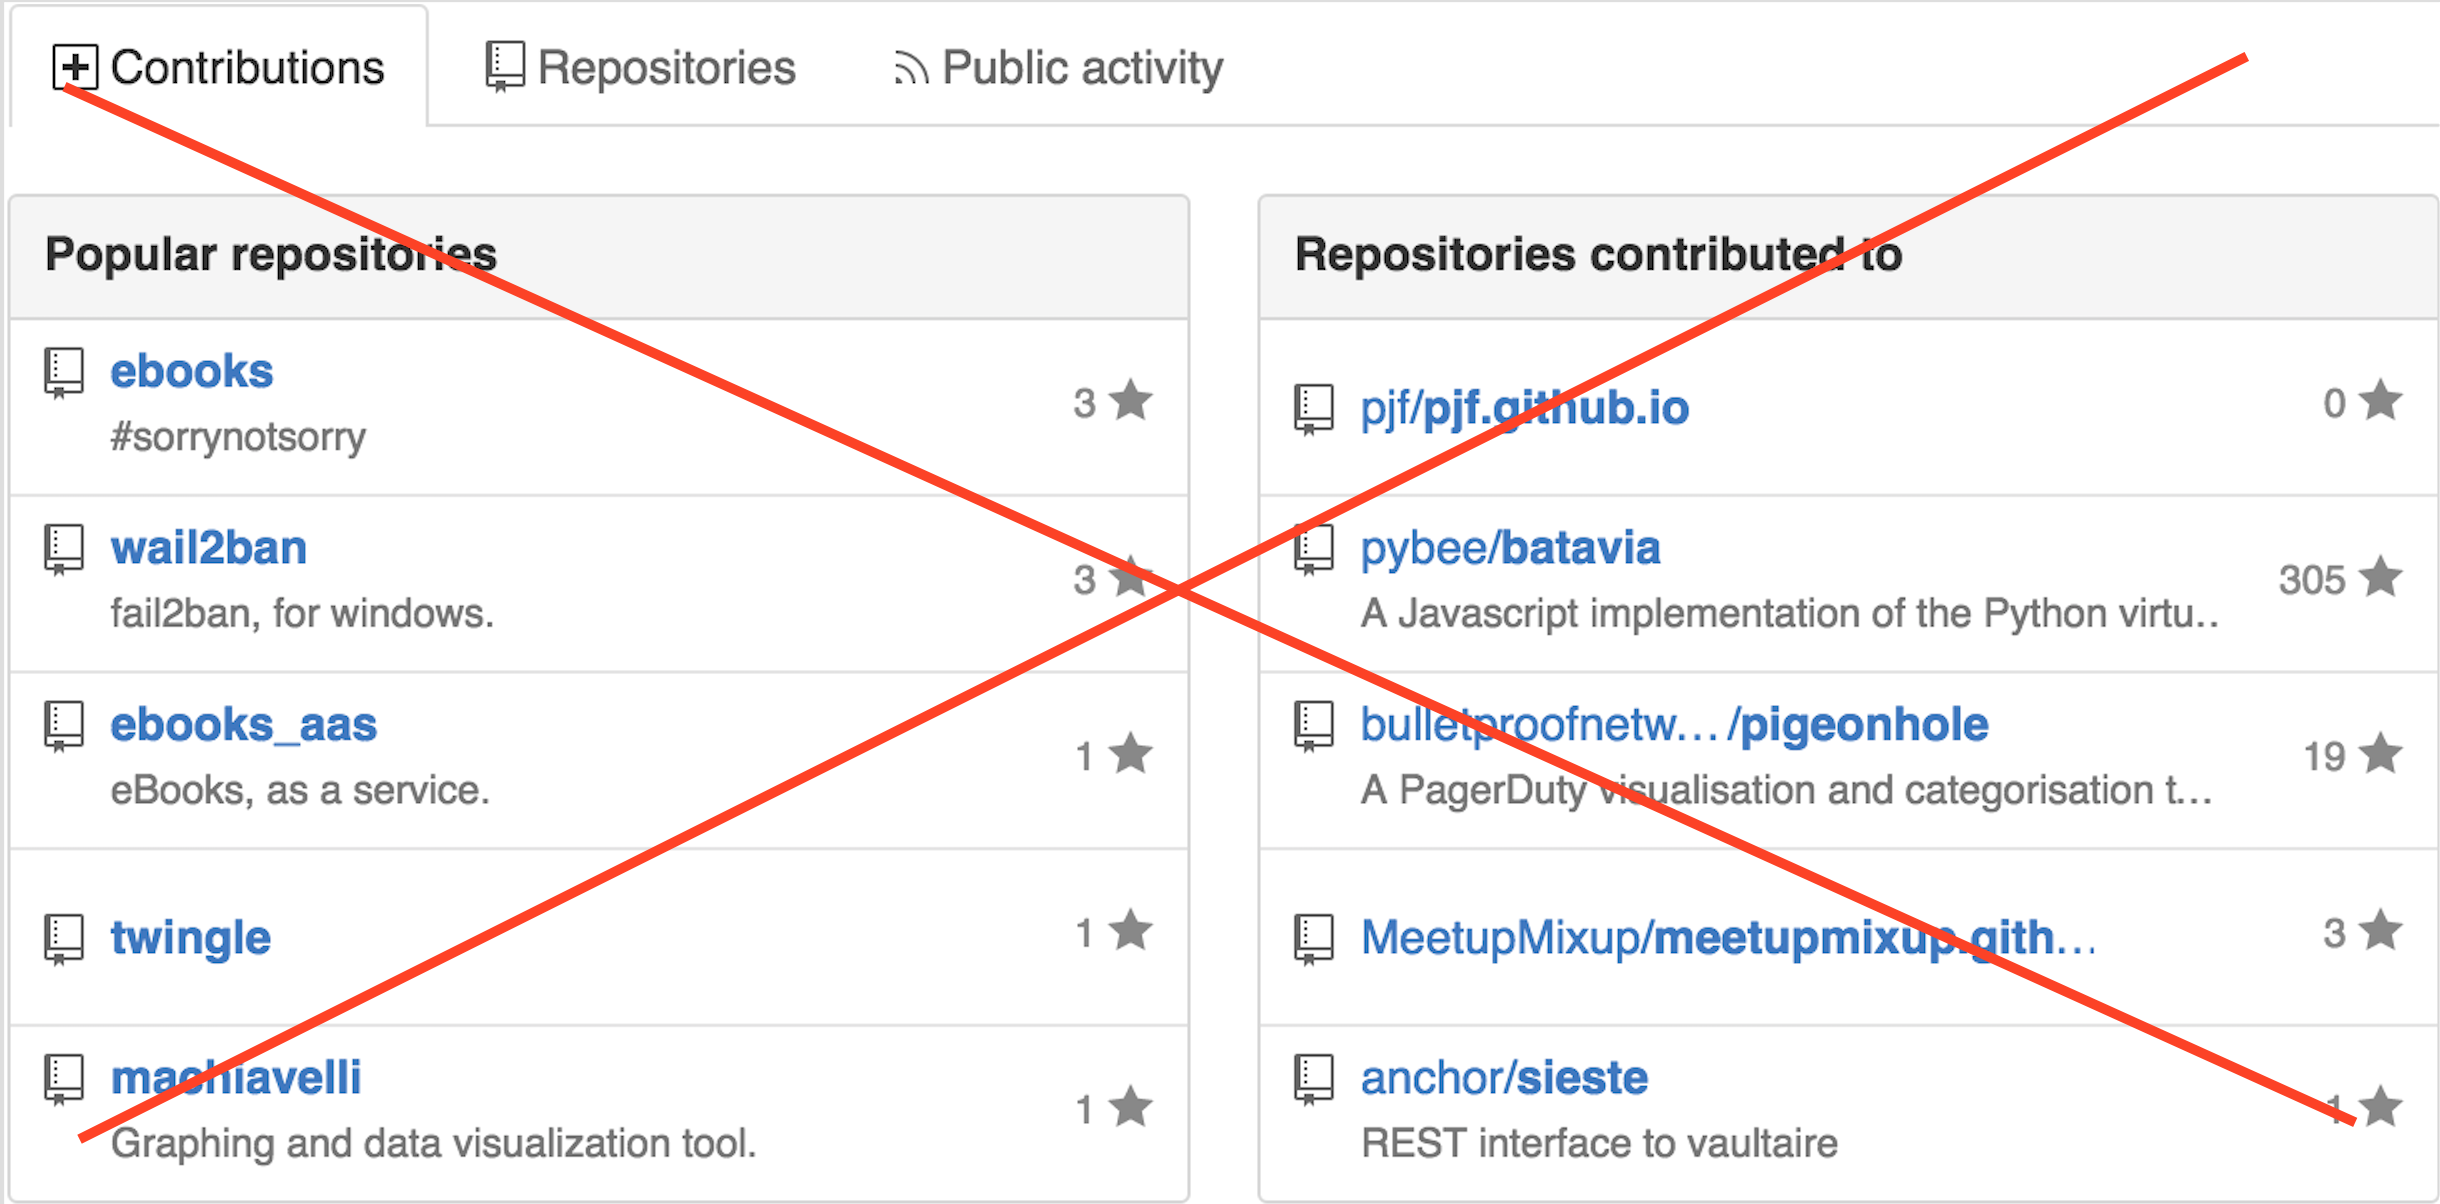 Contributions Repositories Public activity
Popular repositories
ebooks
#sorrynotsorry
3
wail2ban
fail2ban, for windows.
3
ebooks_aas
eBooks, as a service.
1
twingle
1
machiavelli
Graphing and data visualization tool.
1
Repositories contributed to
pjf/pjf.github.io
0
pybee/batavia
A Javascript implementation of the Python virtu..
305
bulletproofnetw… /pigeonhole
A PagerDuty visualisation and categorisation t...
19
MeetupMixup/meetupmixup.gith…
3
anchor/sieste
REST interface to vaultaire
1